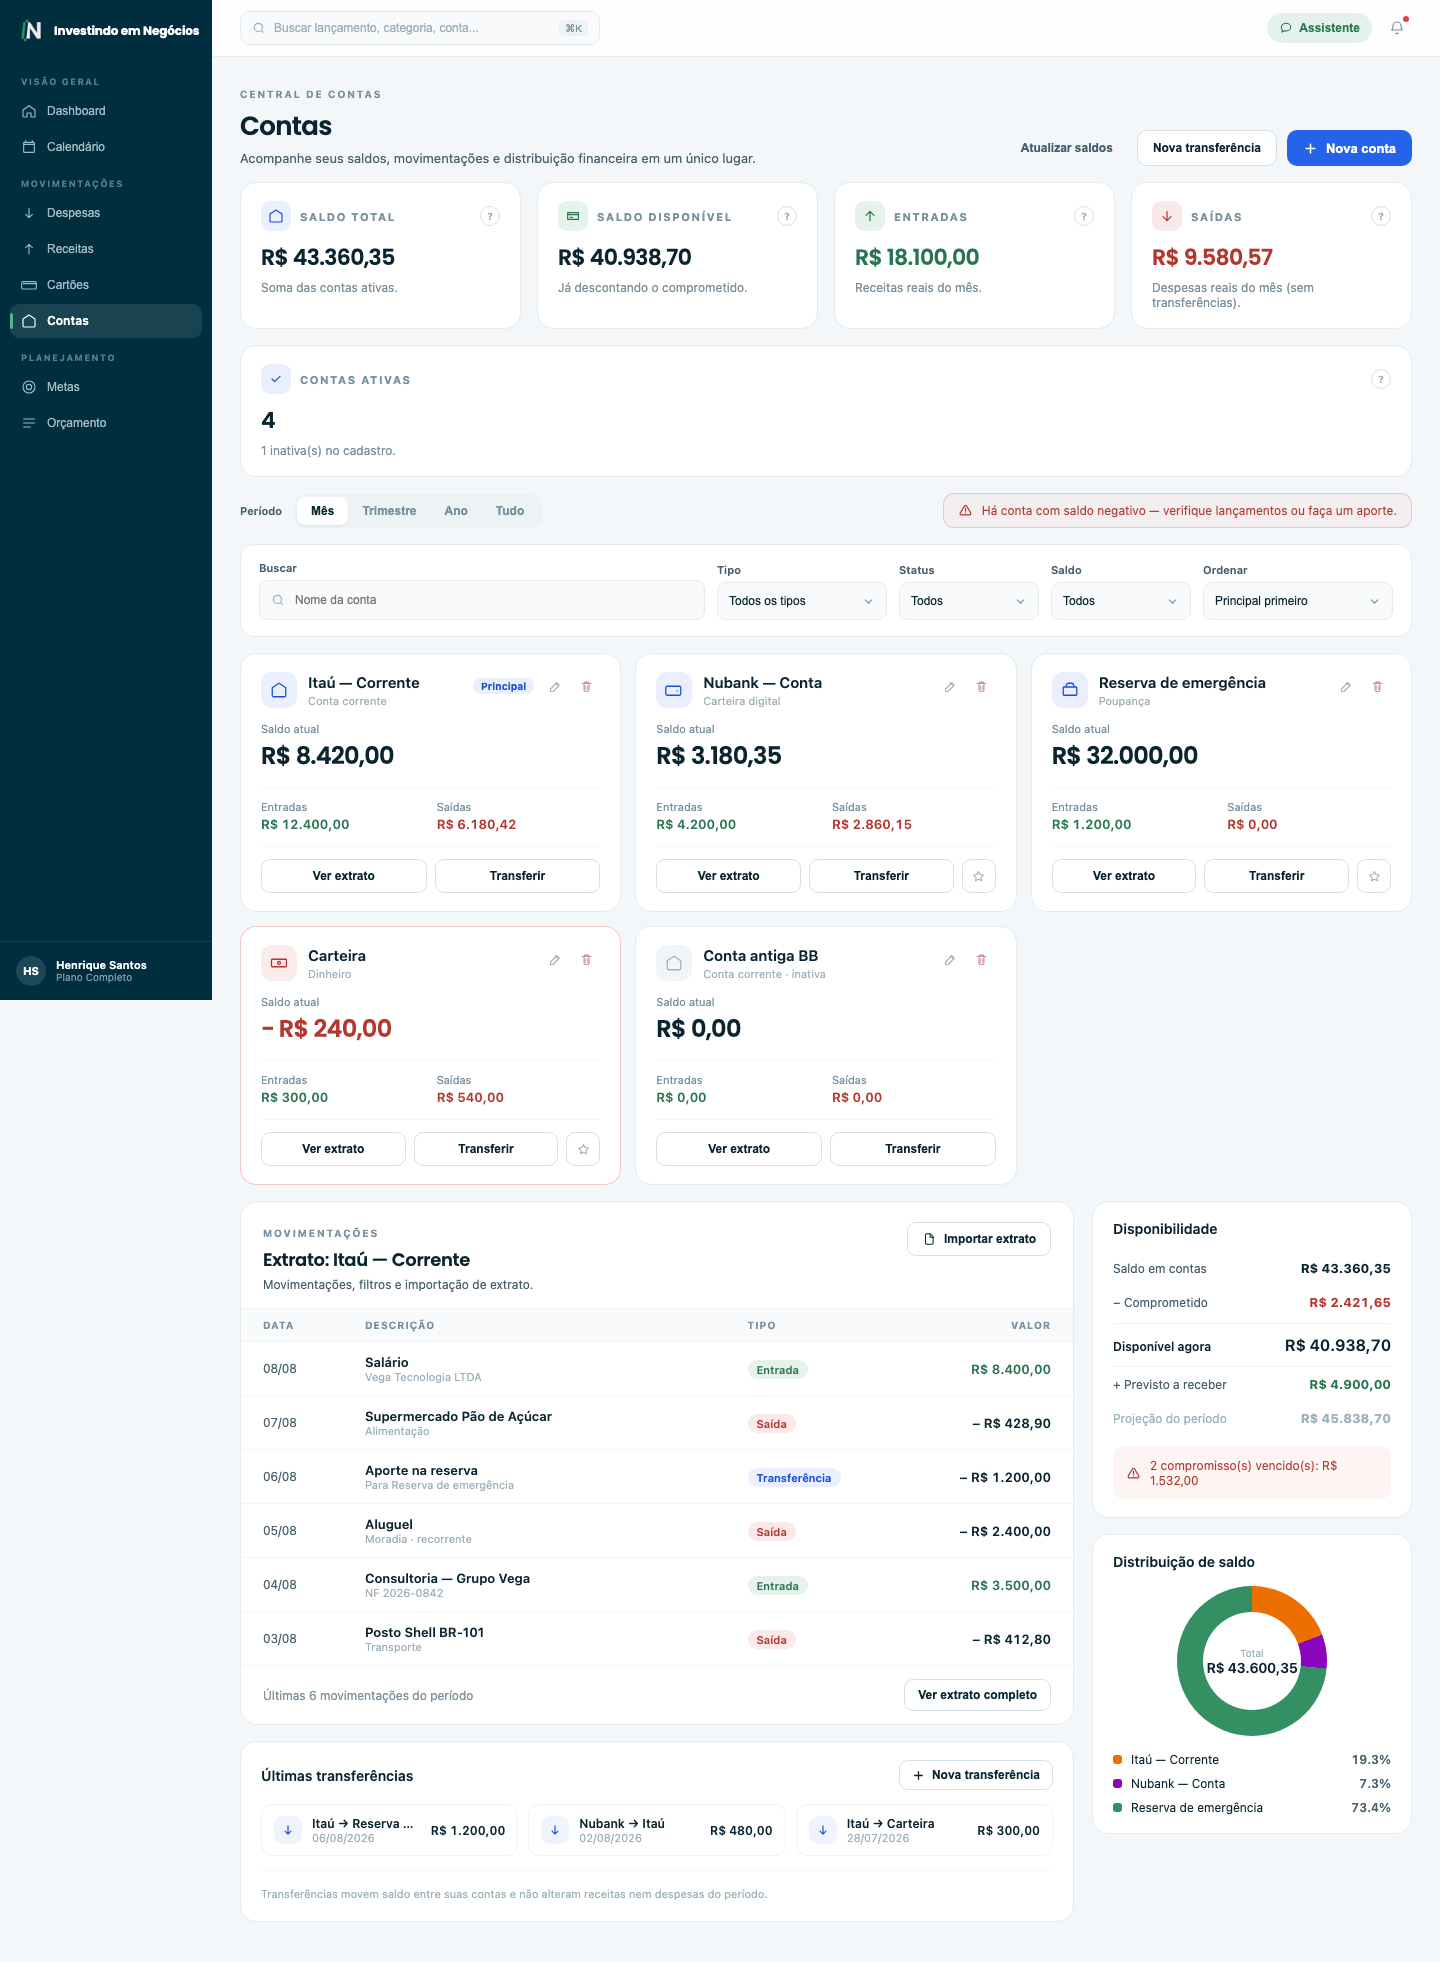 Investindo em Negócios
Buscar lançamento, categoria, conta...
⌘K
Assistente
VISÃO GERAL
Dashboard
Calendário
MOVIMENTAÇÕES
Despesas
Receitas
Cartões
Contas
PLANEJAMENTO
Metas
Orçamento
HS
Henrique Santos
Plano Completo
CENTRAL DE CONTAS
Contas
Acompanhe seus saldos, movimentações e distribuição financeira em um único lugar.
Atualizar saldos
Nova transferência
Nova conta
SALDO TOTAL
?
R$ 43.360,35
Soma das contas ativas.
SALDO DISPONÍVEL
?
R$ 40.938,70
Já descontando o comprometido.
ENTRADAS
?
R$ 18.100,00
Receitas reais do mês.
SAÍDAS
?
R$ 9.580,57
Despesas reais do mês (sem
transferências).
CONTAS ATIVAS
?
4
1 inativa(s) no cadastro.
Período
Mês
Trimestre
Ano
Tudo
Há conta com saldo negativo — verifique lançamentos ou faça um aporte.
Buscar
Nome da conta
Tipo
Todos os tipos
Status
Todos
Saldo
Todos
Ordenar
Principal primeiro
Itaú — Corrente
Conta corrente
Principal
Saldo atual
R$ 8.420,00
Entradas
R$ 12.400,00
Saídas
R$ 6.180,42
Ver extrato
Transferir
Nubank — Conta
Carteira digital
Saldo atual
R$ 3.180,35
Entradas
R$ 4.200,00
Saídas
R$ 2.860,15
Ver extrato
Transferir
Reserva de emergência
Poupança
Saldo atual
R$ 32.000,00
Entradas
R$ 1.200,00
Saídas
R$ 0,00
Ver extrato
Transferir
Carteira
Dinheiro
Saldo atual
− R$ 240,00
Entradas
R$ 300,00
Saídas
R$ 540,00
Ver extrato
Transferir
Conta antiga BB
Conta corrente · inativa
Saldo atual
R$ 0,00
Entradas
R$ 0,00
Saídas
R$ 0,00
Ver extrato
Transferir
MOVIMENTAÇÕES
Extrato: Itaú — Corrente
Movimentações, filtros e importação de extrato.
Importar extrato
DATA DESCRIÇÃO TIPO VALOR
08/08 Salário Entrada R$ 8.400,00
Vega Tecnologia LTDA
07/08 Supermercado Pão de Açúcar Saída − R$ 428,90
Alimentação
06/08 Aporte na reserva Transferência − R$ 1.200,00
Para Reserva de emergência
05/08 Aluguel Saída − R$ 2.400,00
Moradia · recorrente
04/08 Consultoria — Grupo Vega Entrada R$ 3.500,00
NF 2026-0842
03/08 Posto Shell BR-101 Saída − R$ 412,80
Transporte
Últimas 6 movimentações do período
Ver extrato completo
Últimas transferências
Nova transferência
Itaú → Reserva ...
06/08/2026
R$ 1.200,00
Nubank → Itaú
02/08/2026
R$ 480,00
Itaú → Carteira
28/07/2026
R$ 300,00
Transferências movem saldo entre suas contas e não alteram receitas nem despesas do período.
Disponibilidade
Saldo em contas R$ 43.360,35
− Comprometido R$ 2.421,65
Disponível agora R$ 40.938,70
+ Previsto a receber R$ 4.900,00
Projeção do período R$ 45.838,70
2 compromisso(s) vencido(s): R$
1.532,00
Distribuição de saldo
Total
R$ 43.600,35
Itaú — Corrente 19.3%
Nubank — Conta 7.3%
Reserva de emergência 73.4%